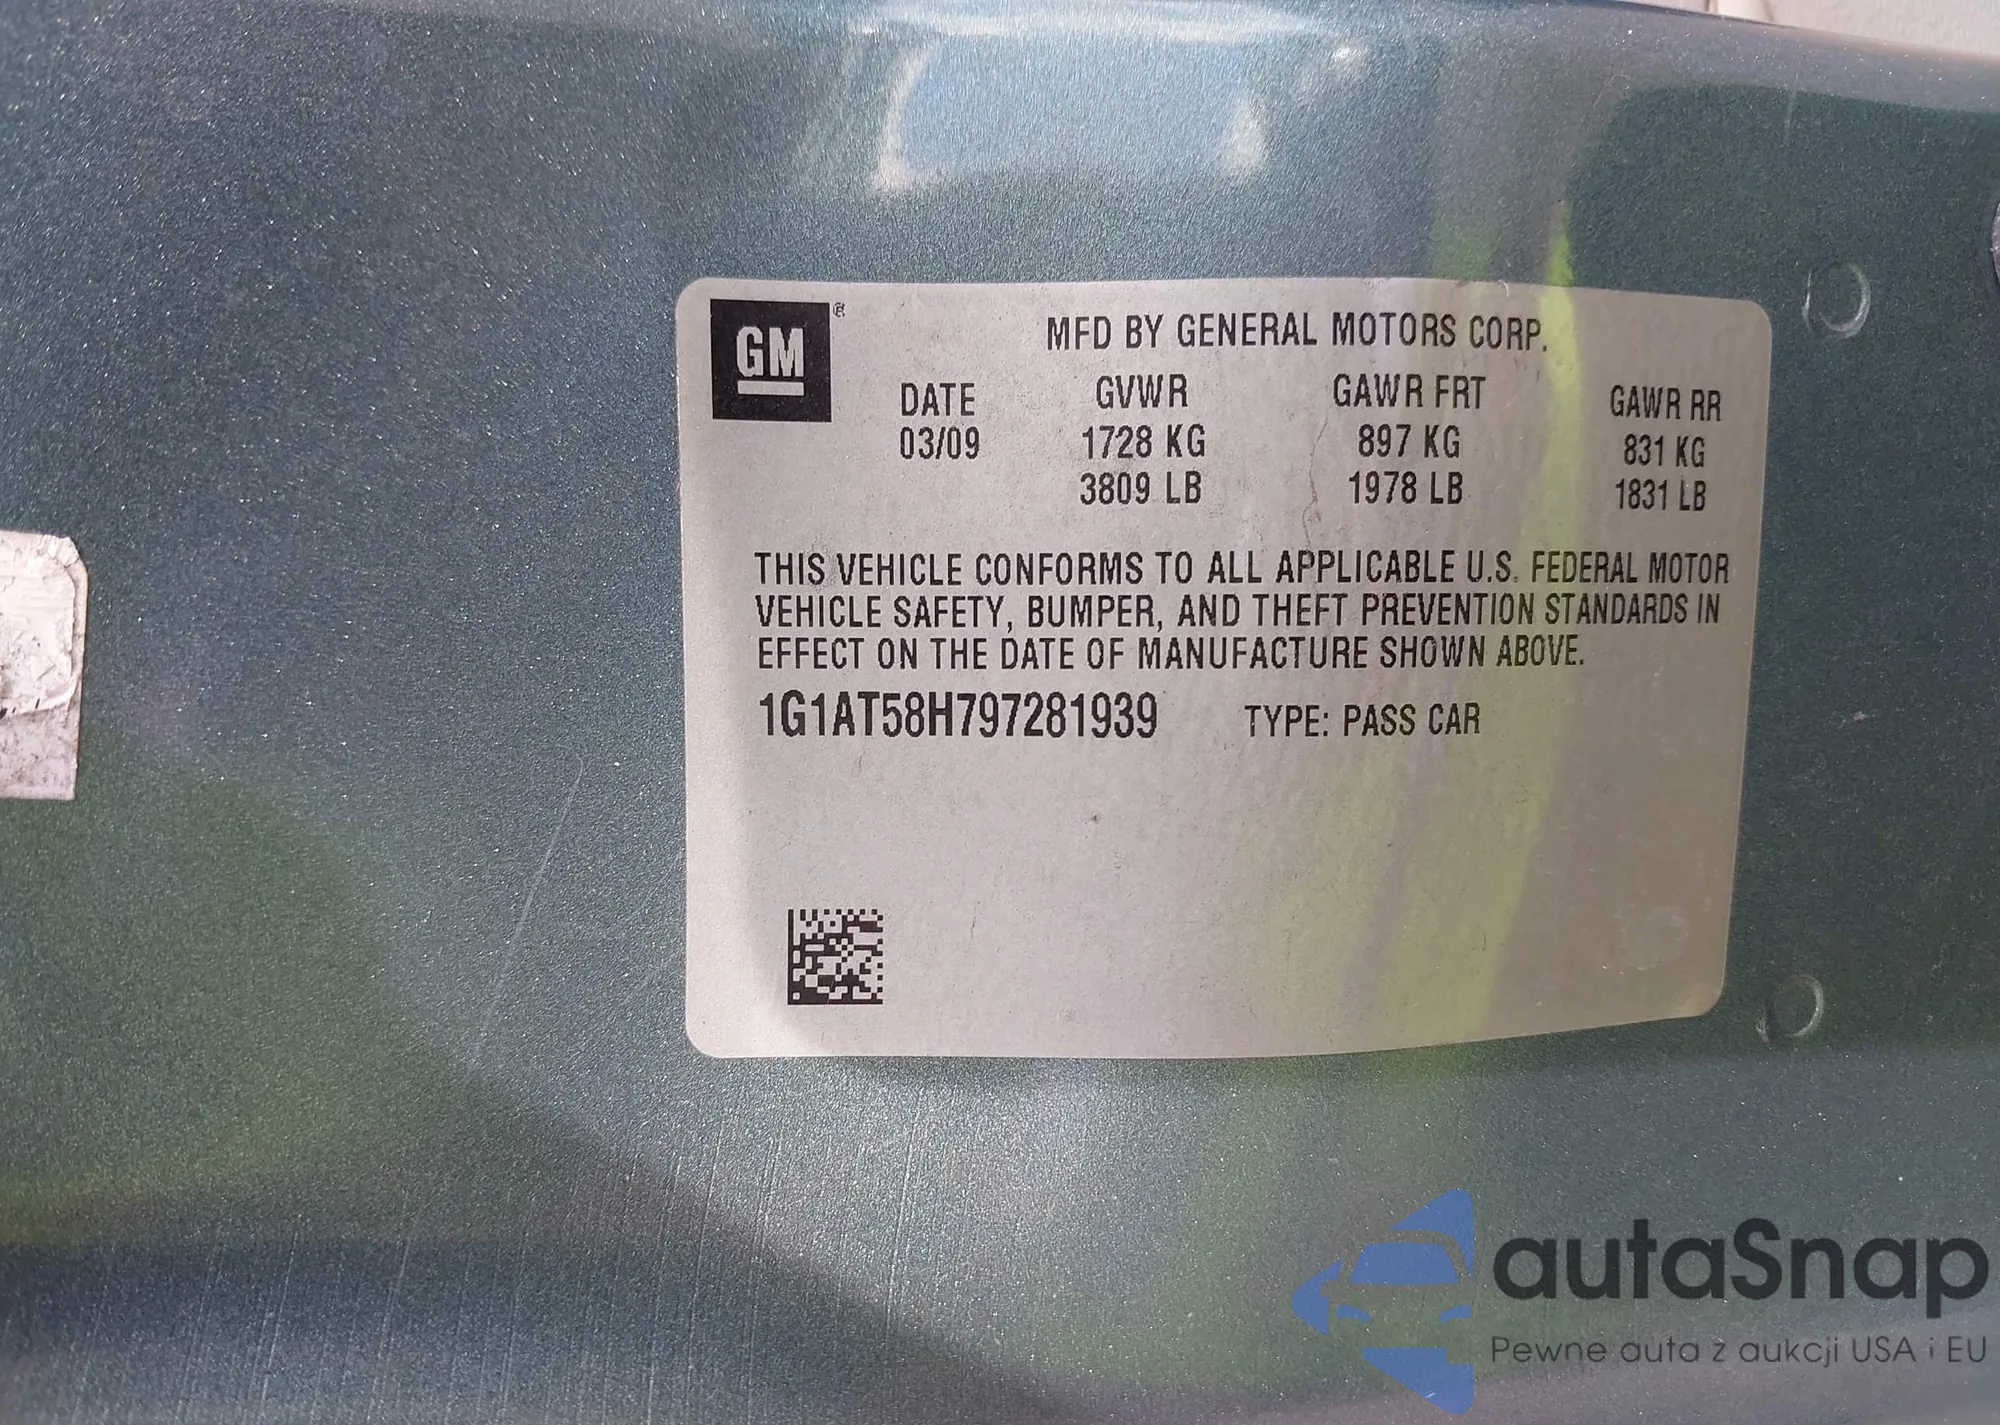 GM ®
MFD BY GENERAL MOTORS CORP.
DATE GVWR GAWR FRT GAWR RR
03/09 1728 KG 897 KG 831 KG
3809 LB 1978 LB 1831 LB
THIS VEHICLE CONFORMS TO ALL APPLICABLE U.S. FEDERAL MOTOR
VEHICLE SAFETY, BUMPER, AND THEFT PREVENTION STANDARDS IN
EFFECT ON THE DATE OF MANUFACTURE SHOWN ABOVE.
1G1AT58H797281939 TYPE: PASS CAR
autaSnap
Pewne auta z aukcji USA i EU